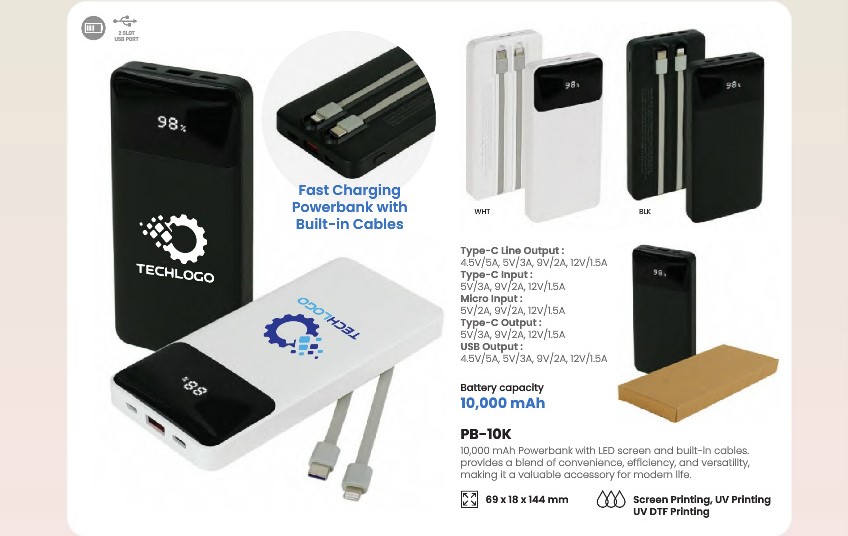 2 SLOT
USB PORT
98%
TECHLOGO
Fast Charging
Powerbank with
Built-in Cables
TECHLOGO
98%
98%
WHT
98%
BLK
Type-C Line Output :
4.5V/5A, 5V/3A, 9V/2A, 12V/1.5A
Type-C Input :
5V/3A, 9V/2A, 12V/1.5A
Micro Input :
5V/2A, 9V/2A, 12V/1.5A
Type-C Output :
5V/3A, 9V/2A, 12V/1.5A
USB Output :
4.5V/5A, 5V/3A, 9V/2A, 12V/1.5A
98%
Battery capacity
10,000 mAh
PB-10K
10,000 mAh Powerbank with LED screen and built-in cables.
provides a blend of convenience, efficiency, and versatility,
making it a valuable accessory for modern life.
69 x 18 x 144 mm
Screen Printing, UV Printing
UV DTF Printing